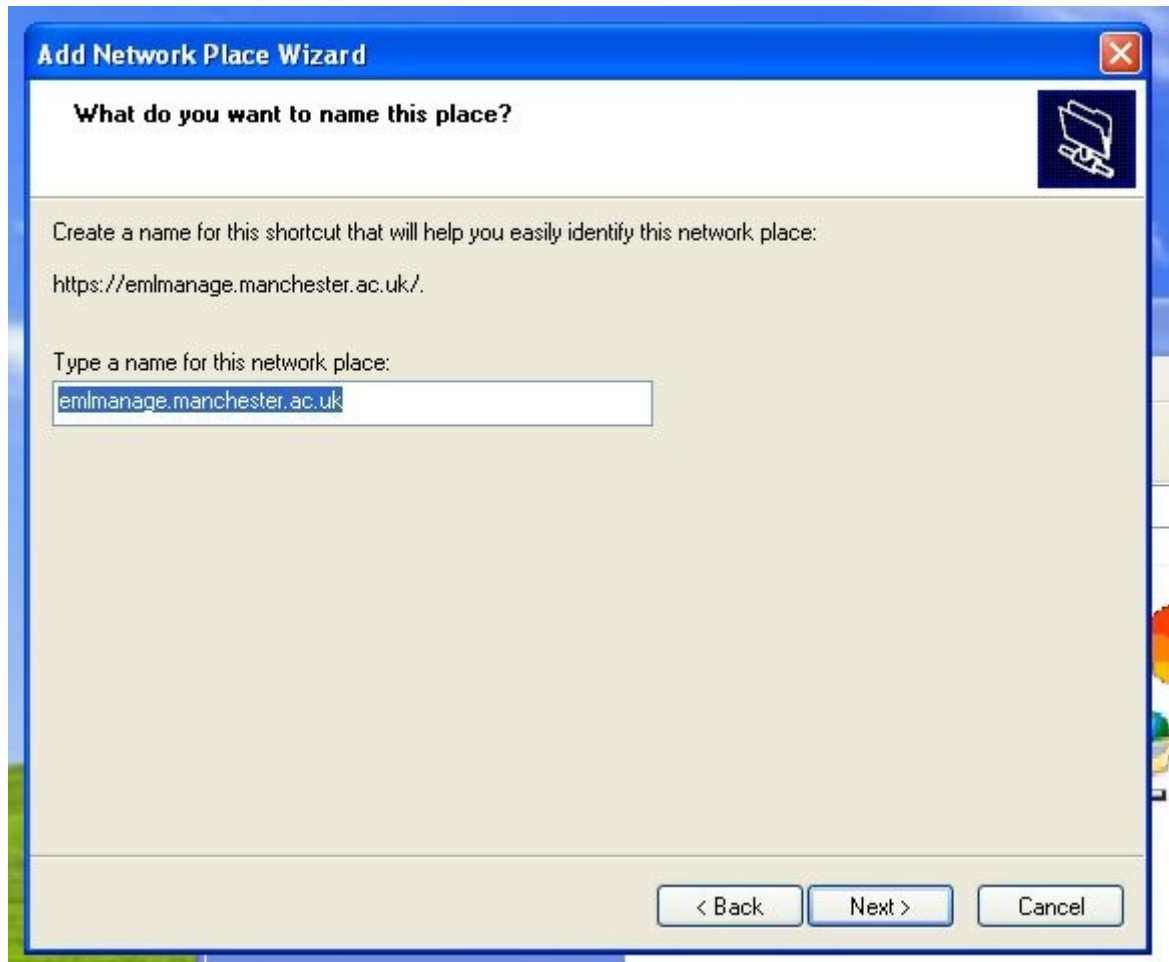 Add Network Place Wizard
What do you want to name this place?
Create a name for this shortcut that will help you easily identify this network place:
https://emlmanage.manchester.ac.uk/.
Type a name for this network place:
emlmanage.manchester.ac.uk
< Back
Next >
Cancel